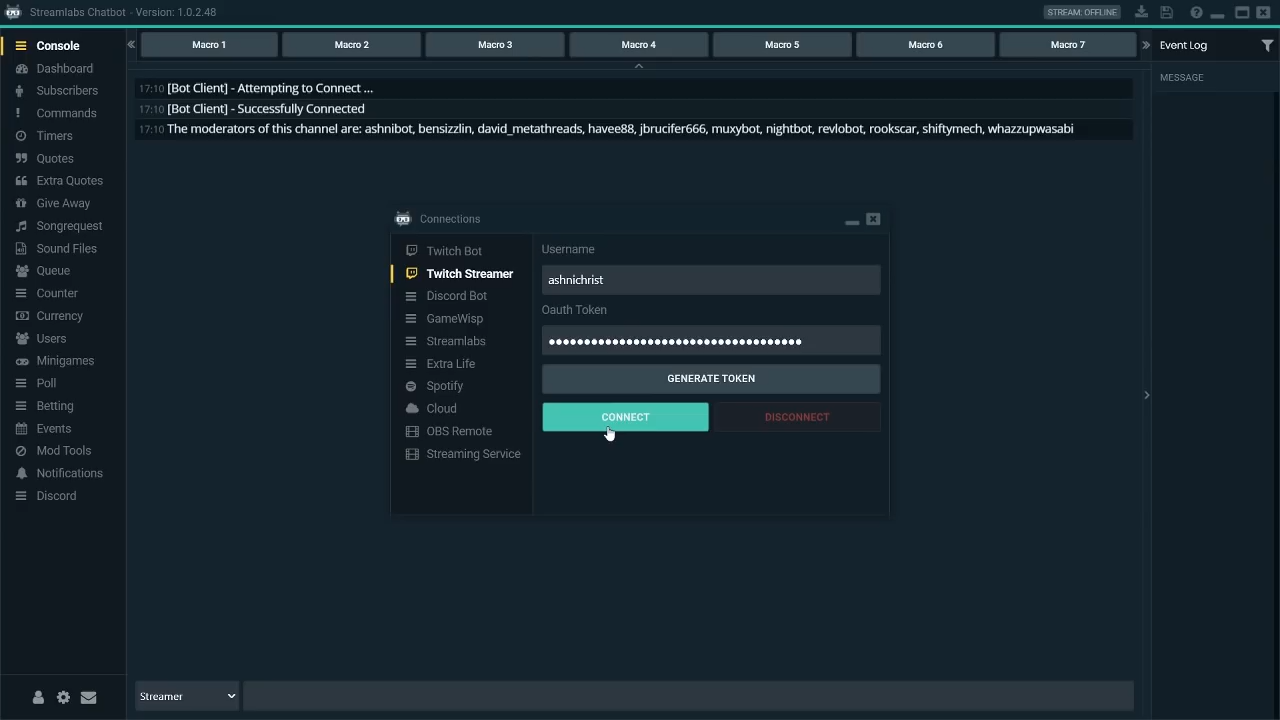 Streamlabs Chatbot - Version: 1.0.2.48
STREAM: OFFLINE
Console
Dashboard
Subscribers
Commands
Timers
Quotes
Extra Quotes
Give Away
Songrequest
Sound Files
Queue
Counter
Currency
Users
Minigames
Poll
Betting
Events
Mod Tools
Notifications
Discord
Macro 1
Macro 2
Macro 3
Macro 4
Macro 5
Macro 6
Macro 7
17:10 [Bot Client] - Attempting to Connect ...
17:10 [Bot Client] - Successfully Connected
17:10 The moderators of this channel are: ashnibot, bensizzlin, david_metathreads, havee88, jbrucifer666, muxybot, nightbot, revlobot, rookscar, shiftymech, whazzupwasabi
Connections
Twitch Bot
Twitch Streamer
Discord Bot
GameWisp
Streamlabs
Extra Life
Spotify
Cloud
OBS Remote
Streaming Service
Username
ashnichrist
Oauth Token
GENERATE TOKEN
CONNECT
DISCONNECT
Streamer
Event Log
MESSAGE